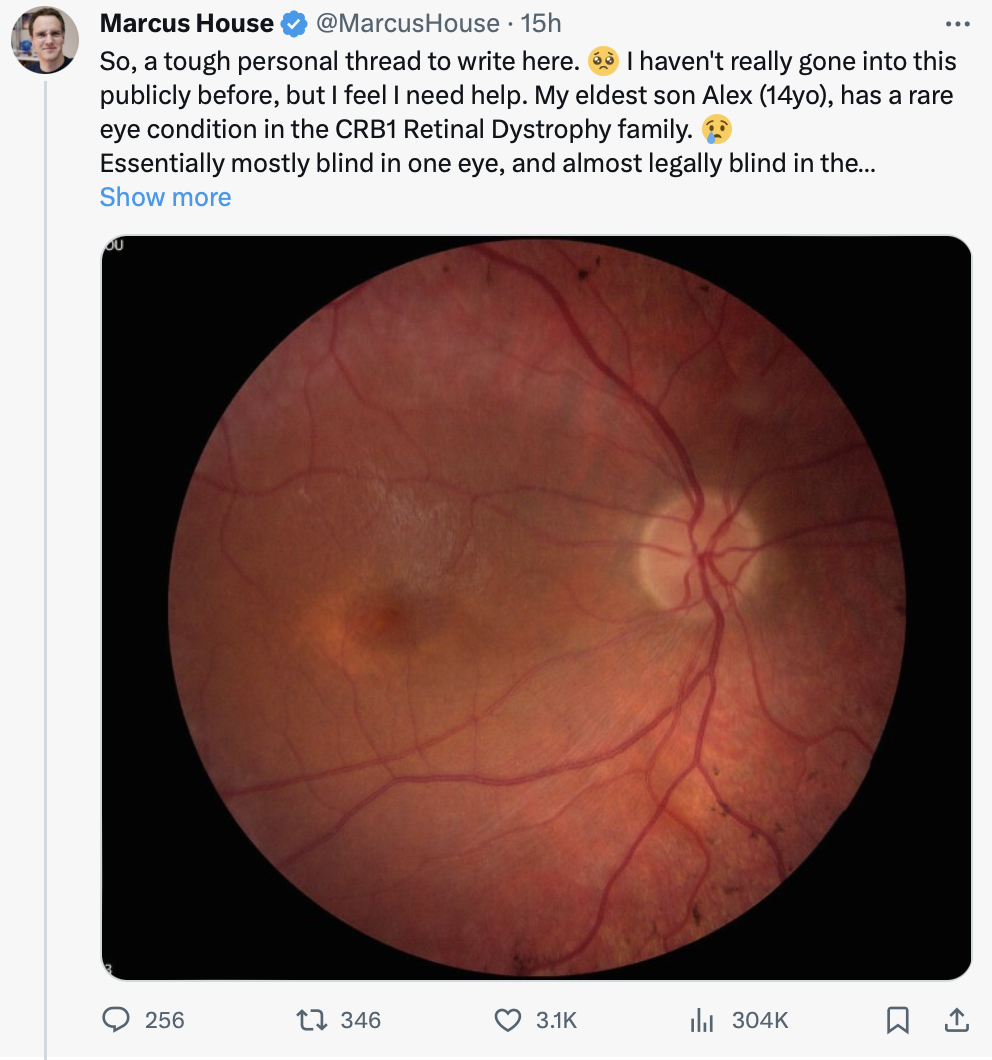 Marcus House @MarcusHouse · 15h
So, a tough personal thread to write here. 🥺 I haven't really gone into this
publicly before, but I feel I need help. My eldest son Alex (14yo), has a rare
eye condition in the CRB1 Retinal Dystrophy family. 😢
Essentially mostly blind in one eye, and almost legally blind in the...
Show more
256 346 3.1K 304K